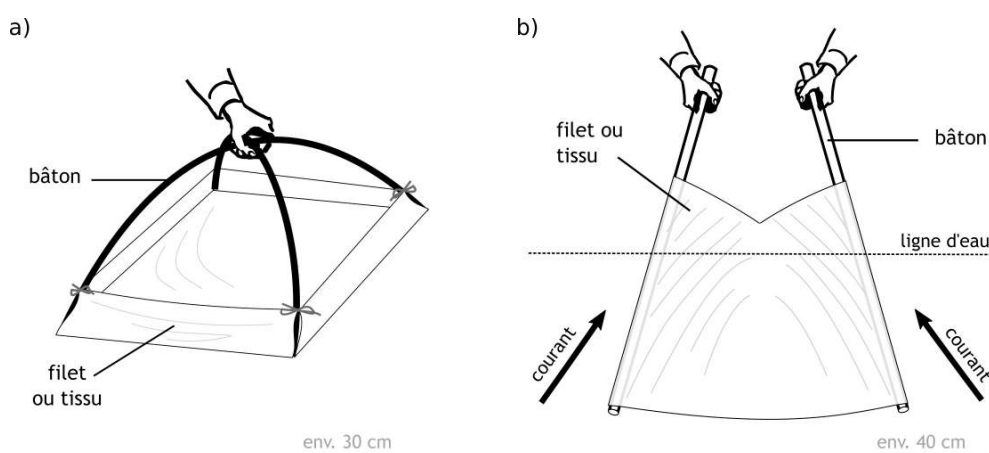 a)
bâton
filet
ou tissu
env. 30 cm
b)
filet ou
tissu
bâton
ligne d'eau
courant
courant
env. 40 cm